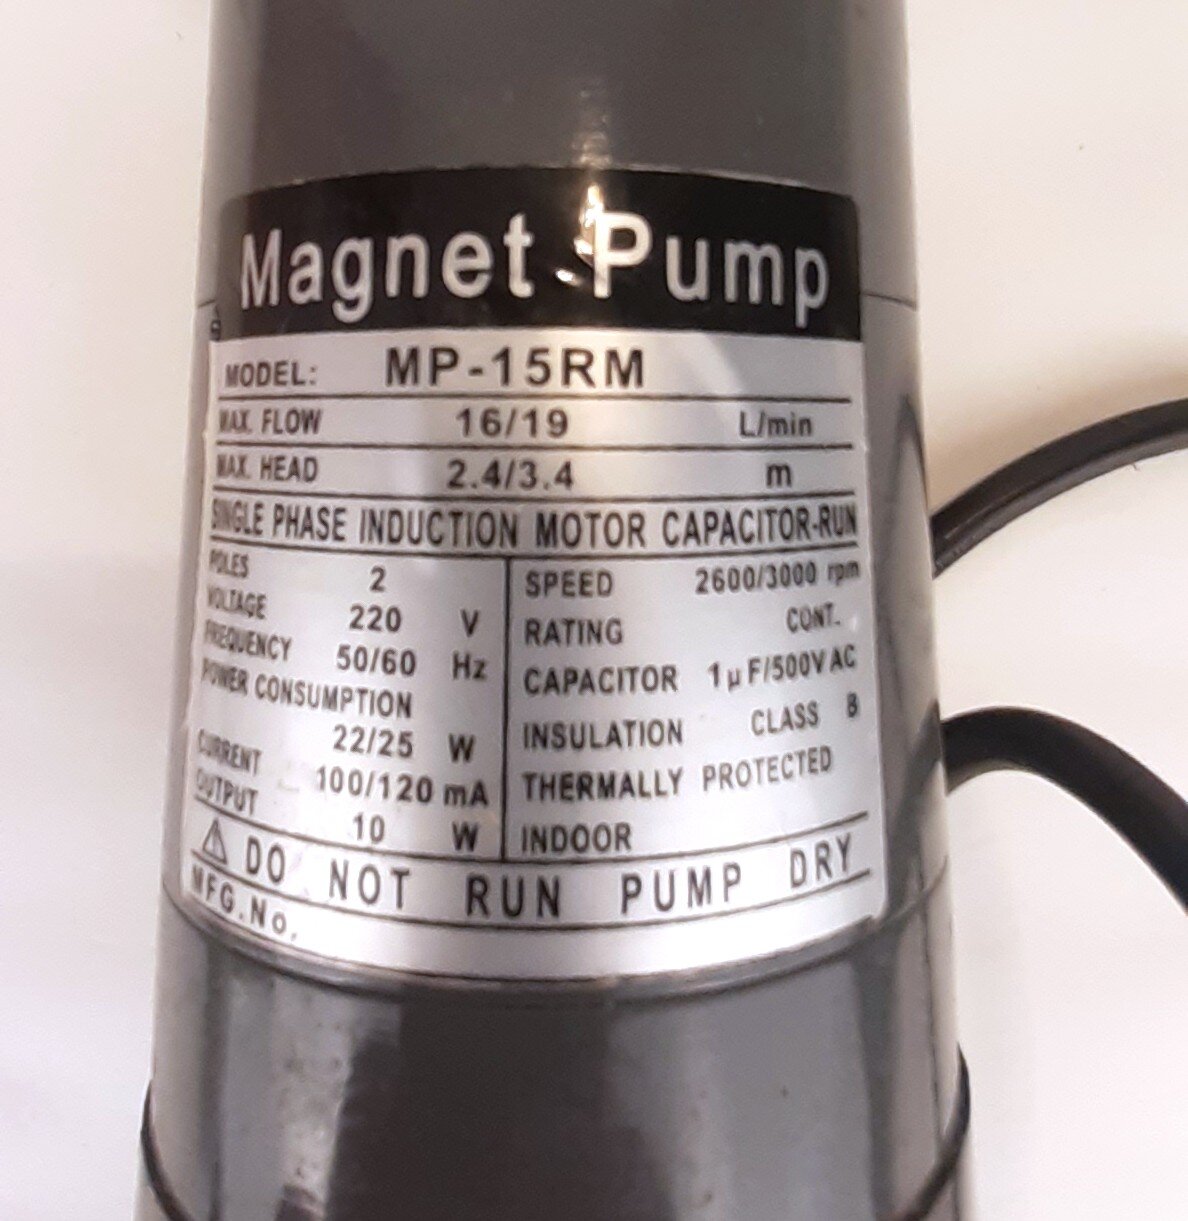 Magnet Pump
MODEL: MP-15RM
MAX. FLOW 16/19 L/min
MAX. HEAD 2.4/3.4 m
SINGLE PHASE INDUCTION MOTOR CAPACITOR-RUN
POLES 2
VOLTAGE 220 V
FREQUENCY 50/60 Hz
POWER CONSUMPTION
22/25 W
CURRENT 100/120 mA
OUTPUT 10 W
SPEED 2600/3000 rpm
RATING CONT.
CAPACITOR 1μF/500VAC
INSULATION CLASS B
THERMALLY PROTECTED
INDOOR
⚠ DO NOT RUN PUMP DRY
MFG.No.